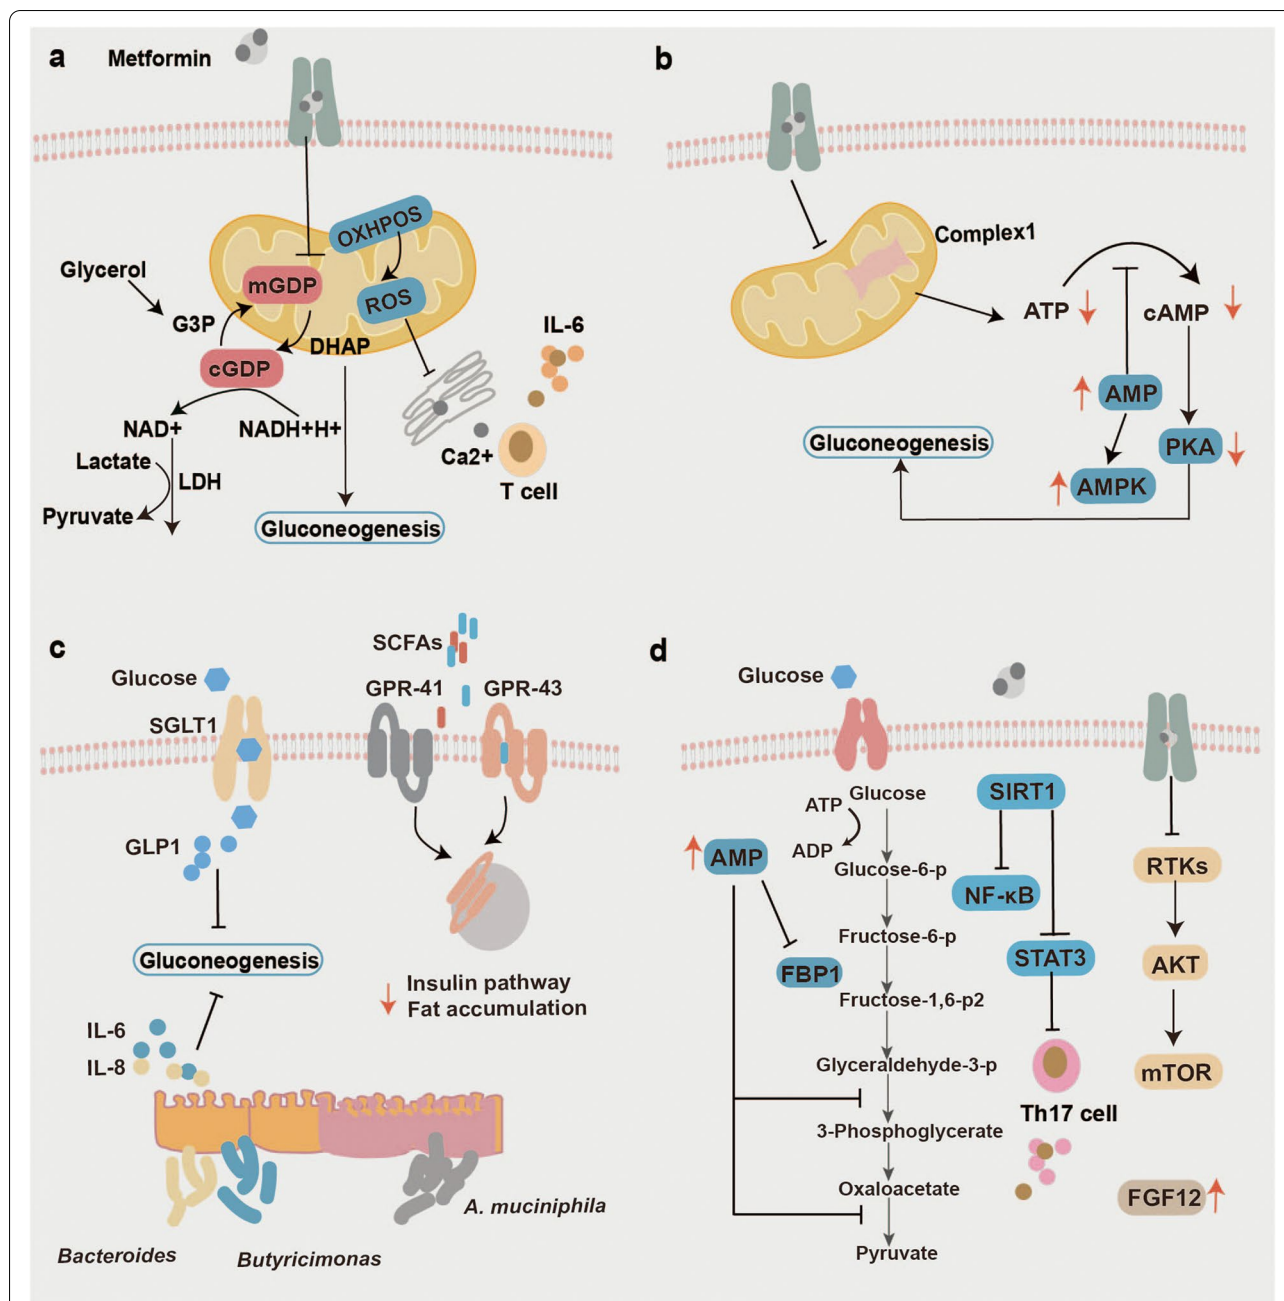 a
Metformin
OXHPOS
Glycerol
mGDP
ROS
G3P
IL-6
DHAP
cGDP
NAD+
NADH+H+
Lactate
Ca2+
LDH
T cell
Pyruvate
Gluconeogenesis
b
Complex1
ATP
cAMP
AMP
Gluconeogenesis
PKA
AMPK
c
SCFAs
Glucose
GPR-41
GPR-43
SGLT1
GLP1
Gluconeogenesis
Insulin pathway
Fat accumulation
IL-6
IL-8
A. muciniphila
Bacteroides
Butyricimonas
d
Glucose
Glucose
SIRT1
ATP
ADP
AMP
Glucose-6-p
RTKs
NF-κB
Fructose-6-p
STAT3
AKT
FBP1
Fructose-1,6-p2
Glyceraldehyde-3-p
mTOR
Th17 cell
3-Phosphoglycerate
Oxaloacetate
FGF12
Pyruvate